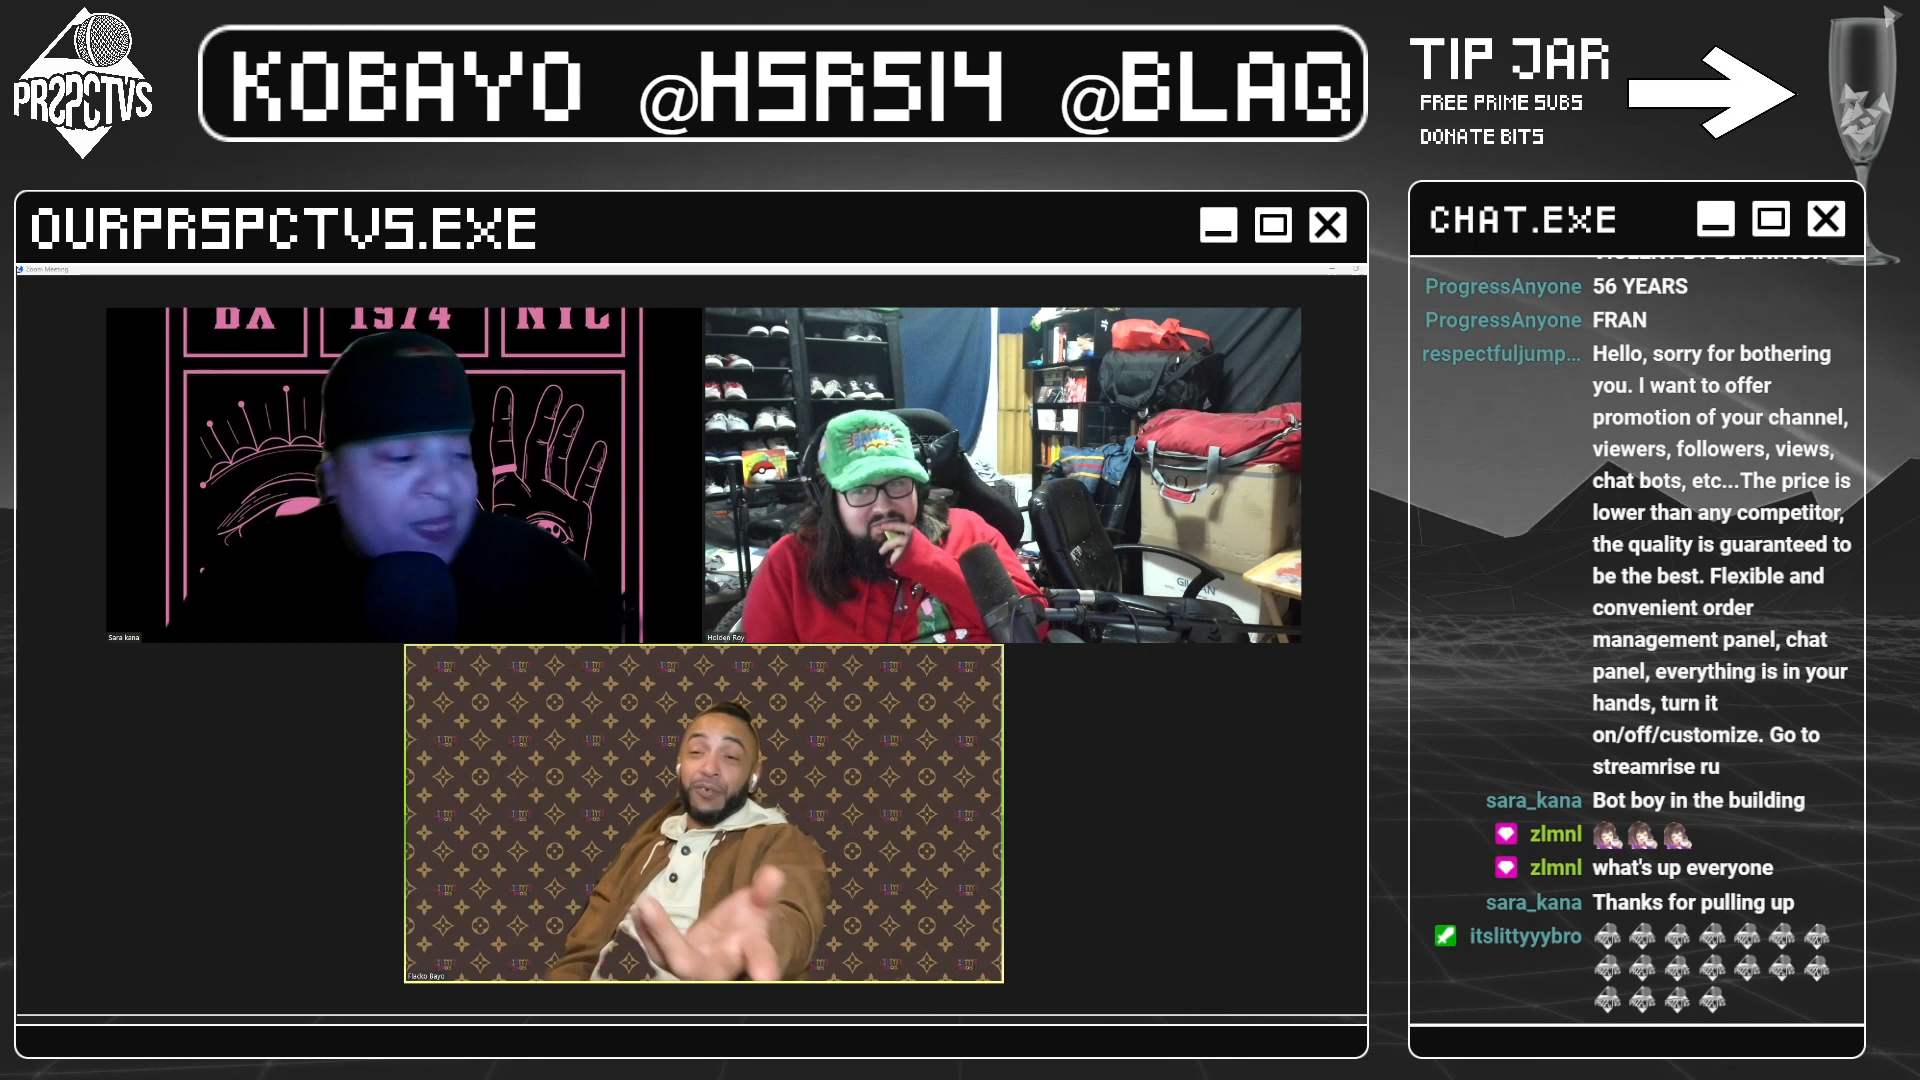 PRSPCTVS
KOBAYO @HSR514 @BLAQ
TIP JAR
FREE PRIME SUBS
DONATE BITS
OURPRSPCTVS.EXE
CHAT.EXE
Zoom Meeting
BX 1974 NYC
Sara kana
Holden Roy
Flacko Bayo
ProgressAnyone 56 YEARS
ProgressAnyone FRAN
respectfuljump... Hello, sorry for bothering
you. I want to offer
promotion of your channel,
viewers, followers, views,
chat bots, etc...The price is
lower than any competitor,
the quality is guaranteed to
be the best. Flexible and
convenient order
management panel, chat
panel, everything is in your
hands, turn it
on/off/customize. Go to
streamrise ru
sara_kana Bot boy in the building
zlmnl
zlmnl what's up everyone
sara_kana Thanks for pulling up
itslittyyybro